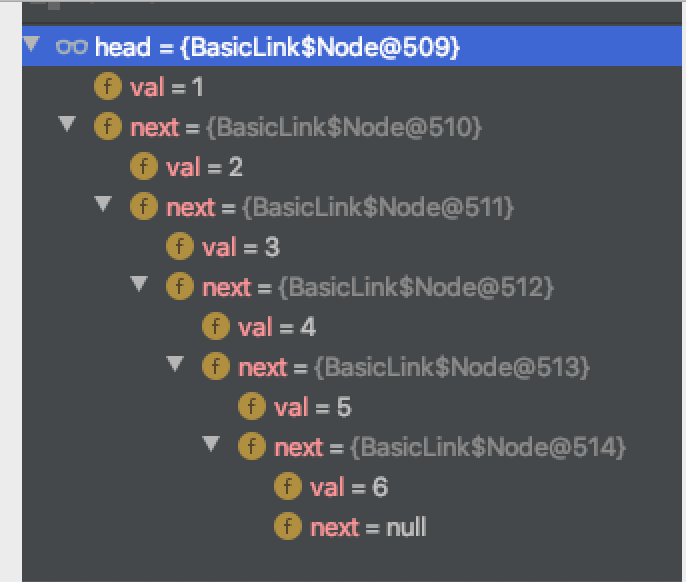 head = {BasicLink$Node@509}
f val = 1
f next = {BasicLink$Node@510}
f val = 2
f next = {BasicLink$Node@511}
f val = 3
f next = {BasicLink$Node@512}
f val = 4
f next = {BasicLink$Node@513}
f val = 5
f next = {BasicLink$Node@514}
f val = 6
f next = null